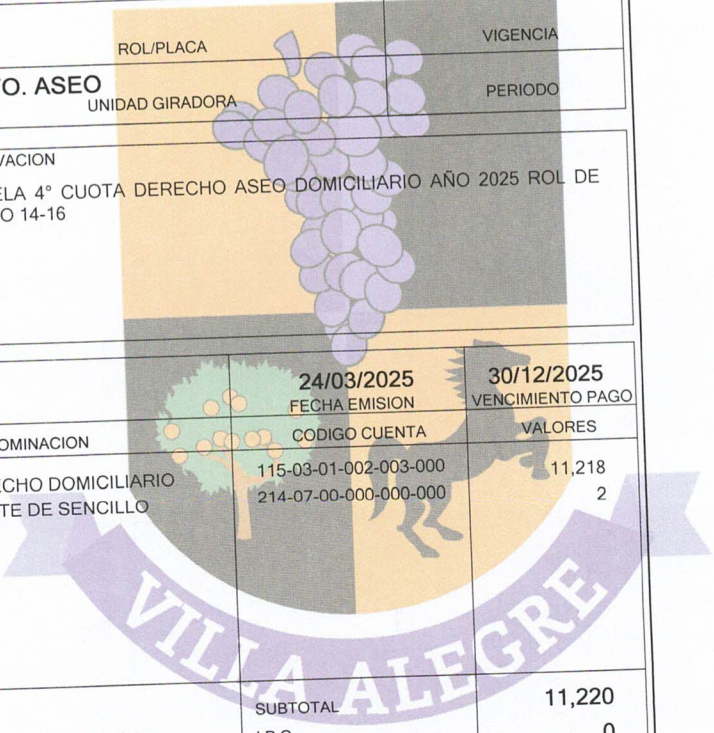 ROL/PLACA VIGENCIA
O. ASEO
UNIDAD GIRADORA PERIODO
VACION
ELA 4° CUOTA DERECHO ASEO DOMICILIARIO AÑO 2025 ROL DE
O 14-16
24/03/2025 30/12/2025
FECHA EMISION VENCIMIENTO PAGO
OMINACION CODIGO CUENTA VALORES
ECHO DOMICILIARIO 115-03-01-002-003-000 11,218
TE DE SENCILLO 214-07-00-000-000-000 2
VILLA ALEGRE
SUBTOTAL 11,220
0